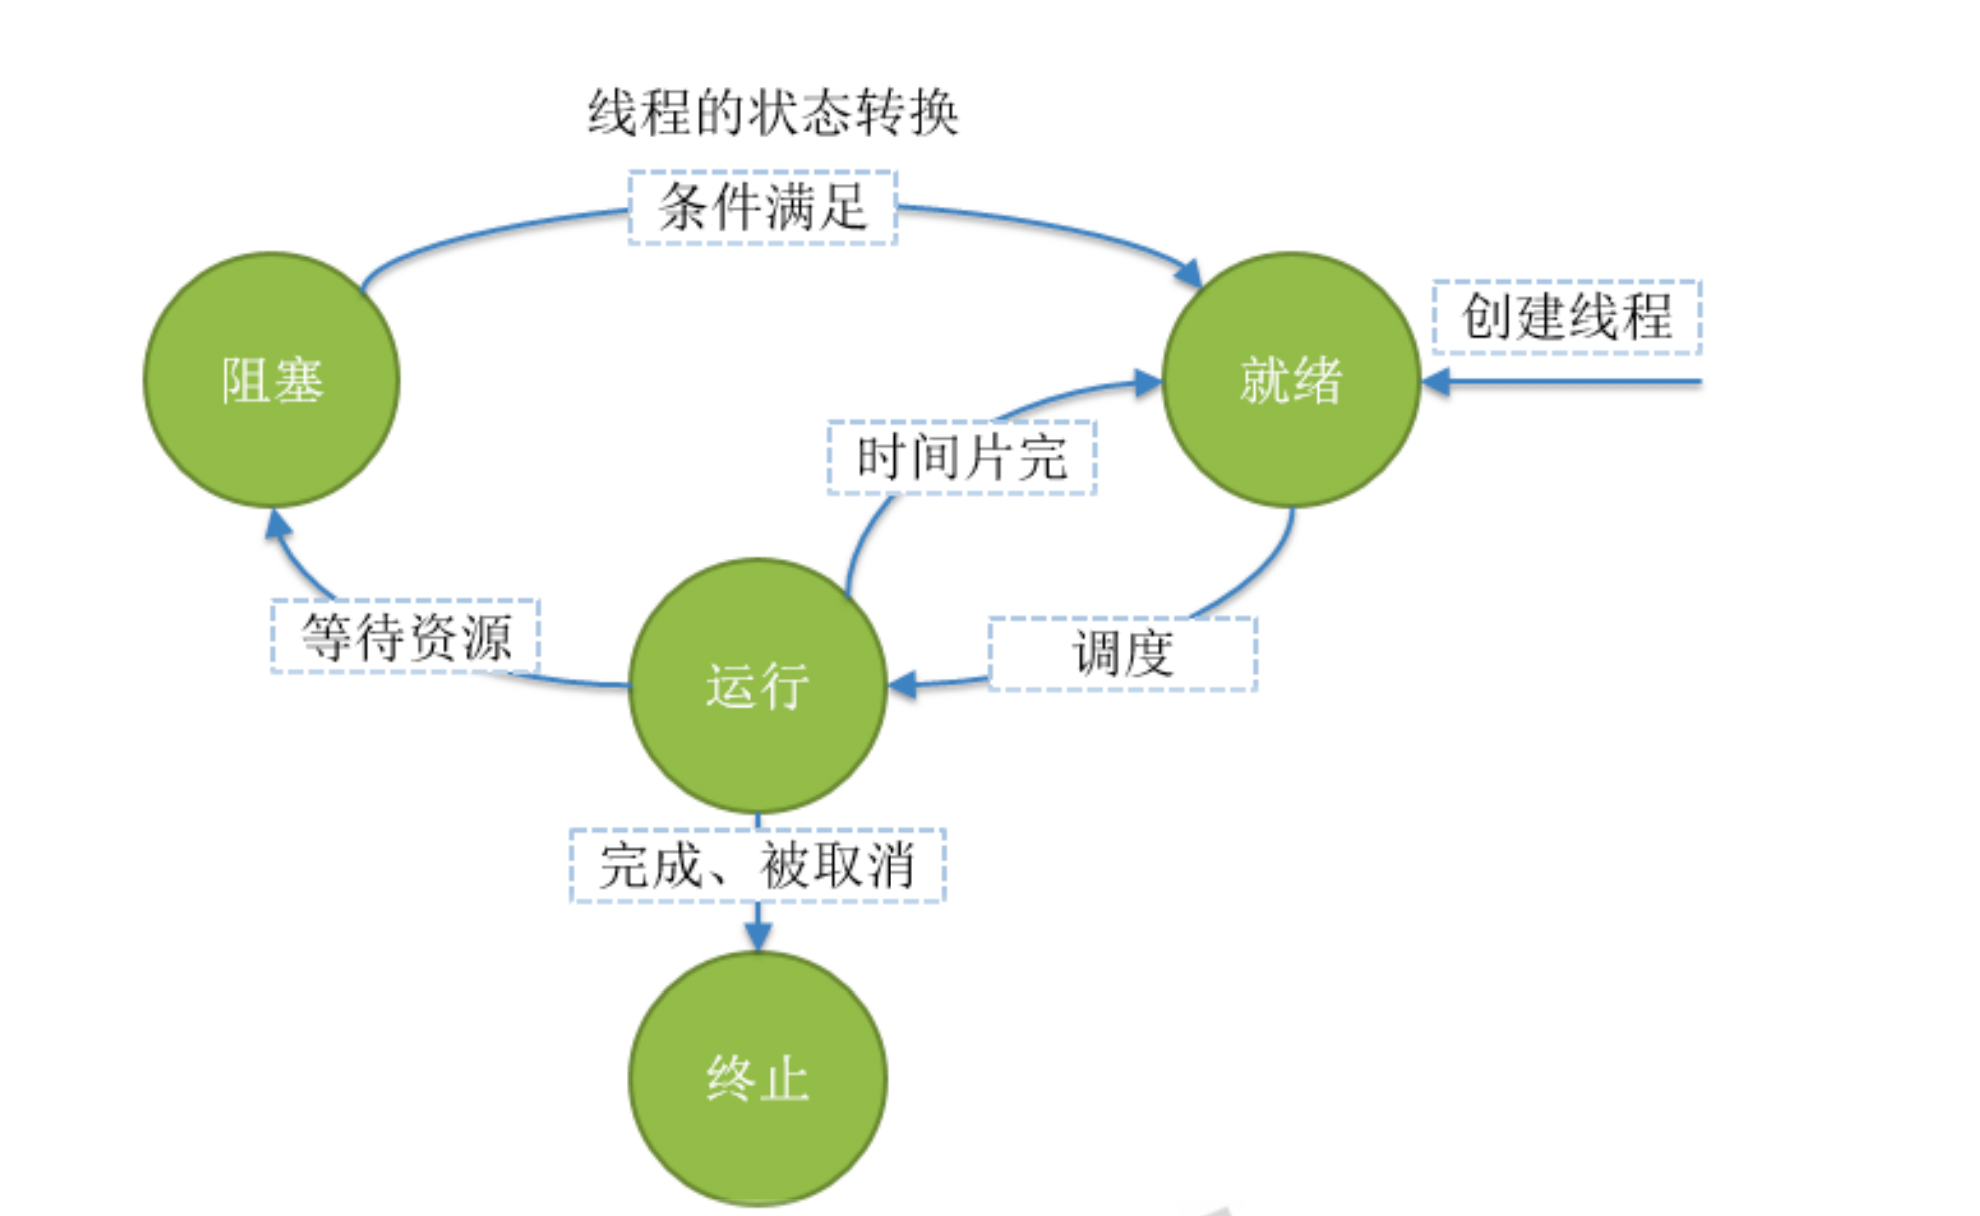 线程的状态转换
条件满足
创建线程
阻塞
就绪
时间片完
等待资源
调度
运行
完成、被取消
终止